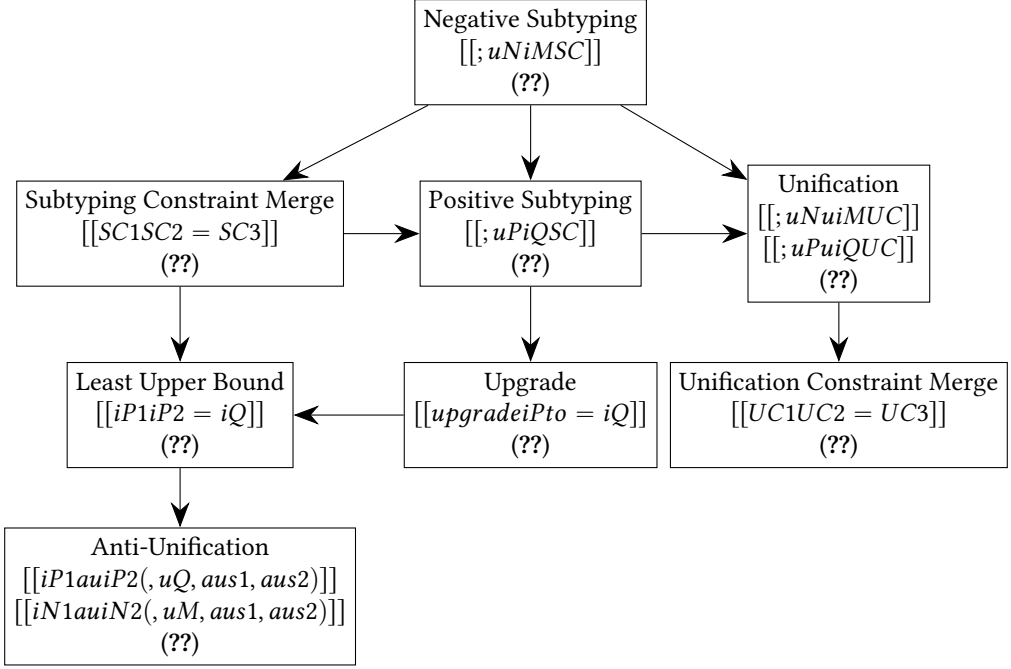 Negative Subtyping
[[; uNiMSC]]
(??)
Subtyping Constraint Merge
[[SC1SC2 = SC3]]
(??)
Positive Subtyping
[[; uPiQSC]]
(??)
Unification
[[; uNuiMUC]]
[[; uPuiQUC]]
(??)
Least Upper Bound
[[iP1iP2 = iQ]]
(??)
Upgrade
[[upgradeiPto = iQ]]
(??)
Unification Constraint Merge
[[UC1UC2 = UC3]]
(??)
Anti-Unification
[[iP1auiP2(, uQ, aus1, aus2)]]
[[iN1auiN2(, uM, aus1, aus2)]]
(??)